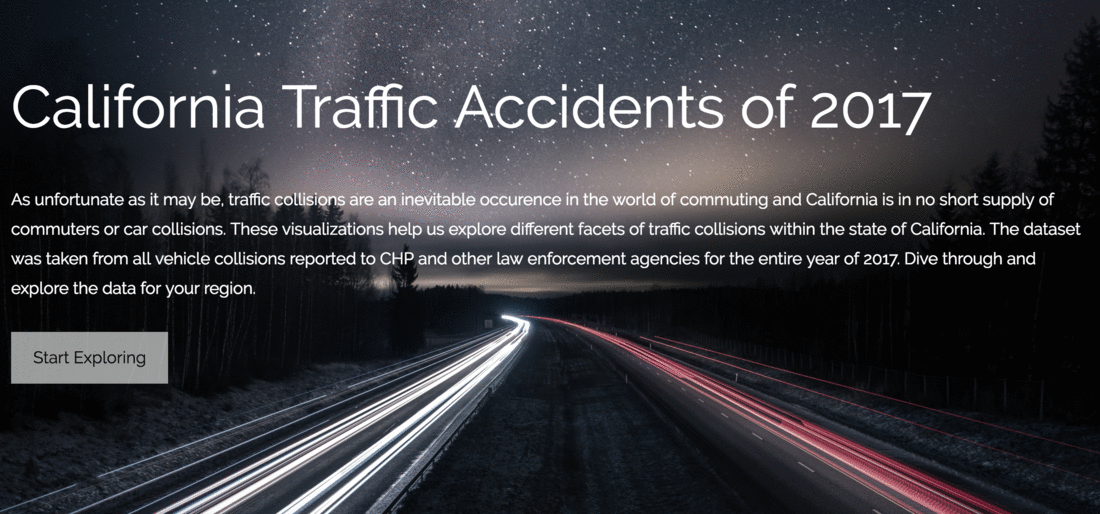 California Traffic Accidents of 2017
As unfortunate as it may be, traffic collisions are an inevitable occurence in the world of commuting and California is in no short supply of
commuters or car collisions. These visualizations help us explore different facets of traffic collisions within the state of California. The dataset
was taken from all vehicle collisions reported to CHP and other law enforcement agencies for the entire year of 2017. Dive through and
explore the data for your region.
Start Exploring